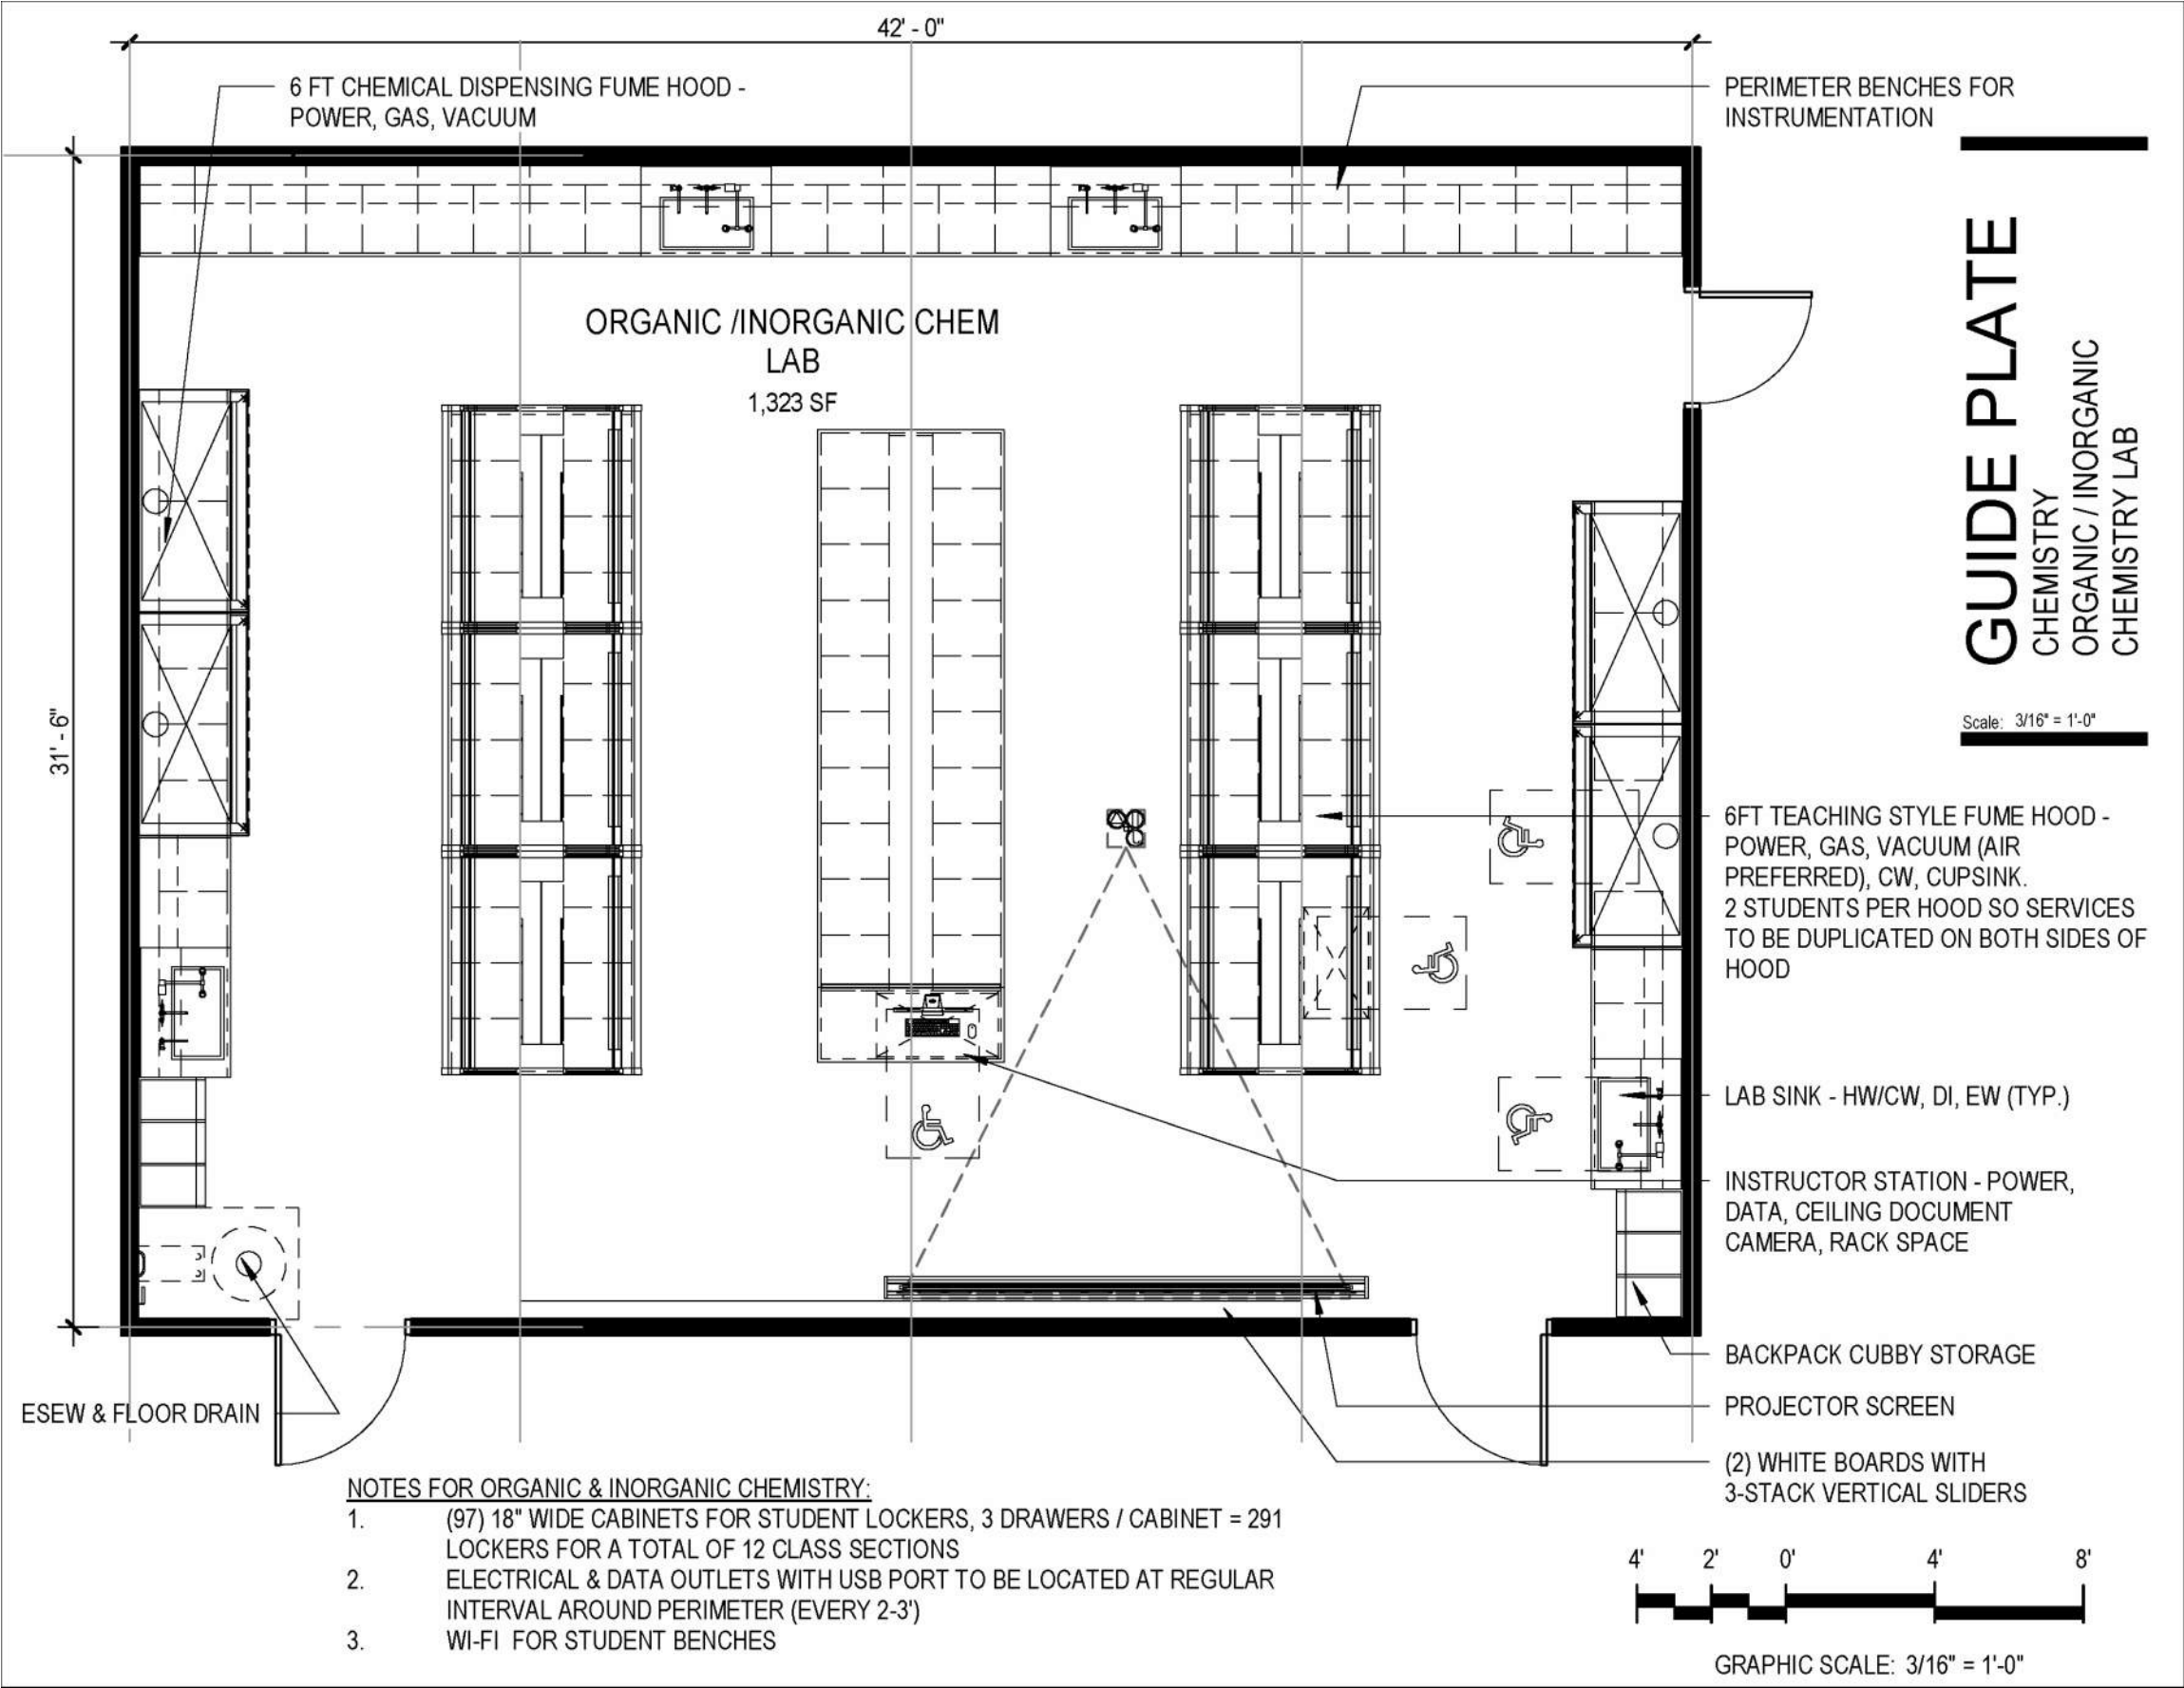 42' - 0"
6 FT CHEMICAL DISPENSING FUME HOOD -
POWER, GAS, VACUUM
PERIMETER BENCHES FOR
INSTRUMENTATION
ORGANIC /INORGANIC CHEM
LAB
1,323 SF
31' - 6"
GUIDE PLATE
CHEMISTRY
ORGANIC / INORGANIC
CHEMISTRY LAB
Scale: 3/16" = 1'-0"
6FT TEACHING STYLE FUME HOOD -
POWER, GAS, VACUUM (AIR
PREFERRED), CW, CUPSINK.
2 STUDENTS PER HOOD SO SERVICES
TO BE DUPLICATED ON BOTH SIDES OF
HOOD
LAB SINK - HW/CW, DI, EW (TYP.)
INSTRUCTOR STATION - POWER,
DATA, CEILING DOCUMENT
CAMERA, RACK SPACE
BACKPACK CUBBY STORAGE
PROJECTOR SCREEN
(2) WHITE BOARDS WITH
3-STACK VERTICAL SLIDERS
ESEW & FLOOR DRAIN
NOTES FOR ORGANIC & INORGANIC CHEMISTRY:
1. (97) 18" WIDE CABINETS FOR STUDENT LOCKERS, 3 DRAWERS / CABINET = 291
LOCKERS FOR A TOTAL OF 12 CLASS SECTIONS
2. ELECTRICAL & DATA OUTLETS WITH USB PORT TO BE LOCATED AT REGULAR
INTERVAL AROUND PERIMETER (EVERY 2-3')
3. WI-FI FOR STUDENT BENCHES
4' 2' 0' 4' 8'
GRAPHIC SCALE: 3/16" = 1'-0"